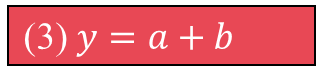 (3) y = a + b